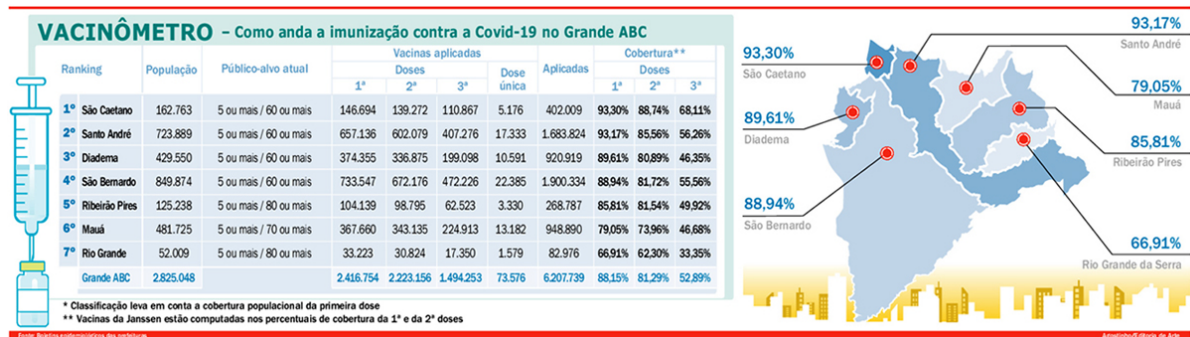 VACINÔMETRO – Como anda a imunização contra a Covid-19 no Grande ABC
Vacinas aplicadas Cobertura**
Ranking População Público-alvo atual Doses Dose única Aplicadas Doses
1ª 2ª 3ª 1ª 2ª 3ª
1º São Caetano 162.763 5 ou mais / 60 ou mais 146.694 139.272 110.867 5.176 402.009 93,30% 88,74% 68,11%
2º Santo André 723.889 5 ou mais / 60 ou mais 657.136 602.079 407.276 17.333 1.683.824 93,17% 85,56% 56,26%
3º Diadema 429.550 5 ou mais / 60 ou mais 374.355 336.875 199.098 10.591 920.919 89,61% 80,89% 46,35%
4º São Bernardo 849.874 5 ou mais / 60 ou mais 733.547 672.176 472.226 22.385 1.900.334 88,94% 81,72% 55,56%
5º Ribeirão Pires 125.238 5 ou mais / 80 ou mais 104.139 98.795 62.523 3.330 268.787 85,81% 81,54% 49,92%
6º Mauá 481.725 5 ou mais / 70 ou mais 367.660 343.135 224.913 13.182 948.890 79,05% 73,96% 46,68%
7º Rio Grande 52.009 5 ou mais / 80 ou mais 33.223 30.824 17.350 1.579 82.976 66,91% 62,30% 33,35%
Grande ABC 2.825.048 2.416.754 2.223.156 1.494.253 73.576 6.207.739 88,15% 81,29% 52,89%
* Classificação leva em conta a cobertura populacional da primeira dose
** Vacinas da Janssen estão computadas nos percentuais de cobertura da 1ª e da 2ª doses
Fonte: Boletins epidemiológicos das prefeituras
93,30%
São Caetano
89,61%
Diadema
88,94%
São Bernardo
93,17%
Santo André
79,05%
Mauá
85,81%
Ribeirão Pires
66,91%
Rio Grande da Serra
Agostinho/Editoria de Arte